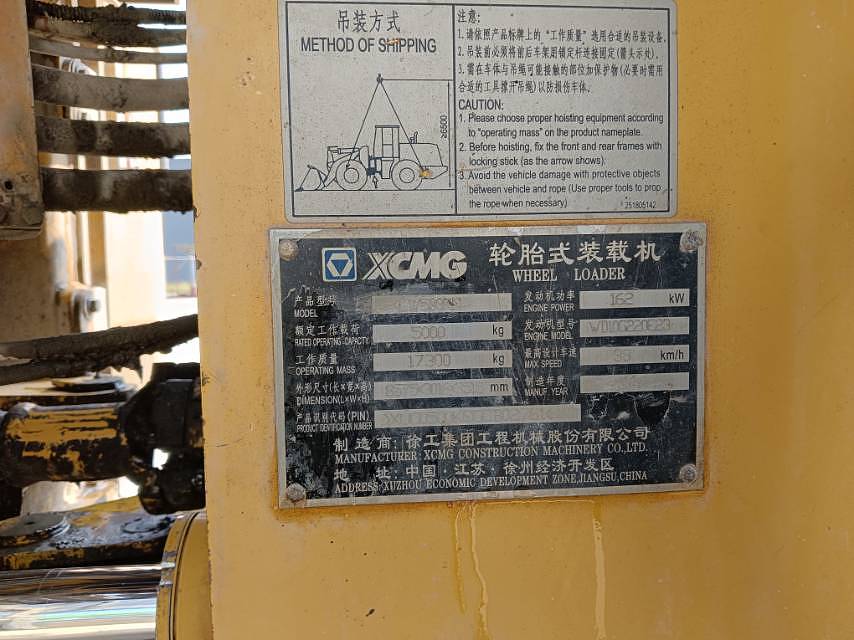 吊装方式
METHOD OF SHIPPING
≥6500
注意:
1.请依照产品标牌上的“工作质量”选用合适的吊装设备.
2.吊装前必须将前后车架固锁定杆连接固定(箭头示处).
3.需在车体与吊绳可能接触的部位加保护物(必要时需用
合适的工具撑开吊绳)以防损伤车体.
CAUTION:
1. Please choose proper hoisting equipment according
to "operating mass" on the product nameplate.
2. Before hoisting, fix the front and rear frames with
locking stick (as the arrow shows).
3. Avoid the vehicle damage with protective objects
between vehicle and rope (Use proper tools to prop
the rope when necessary)
251805142
XCMG 轮胎式装载机
WHEEL LOADER
产品型号
MODEL
额定工作载荷
RATED OPERATING CAPACITY
5000 kg
工作质量
OPERATING MASS
17300 kg
外形尺寸(长×宽×高)
DIMENSION(L×W×H)
mm
产品识别代码(PIN)
PRODUCT IDENTIFICATION NUMBER
发动机功率
ENGINE POWER
162 kW
发动机型号
ENGINE MODEL
WD10G220E23
最高设计车速
MAX SPEED
38 km/h
制造年度
MANUF YEAR
制造商:徐工集团工程机械股份有限公司
MANUFACTURER:XCMG CONSTRUCTION MACHINERY CO.,LTD.
地 址:中国·江苏·徐州经济开发区
ADDRESS:XUZHOU ECONOMIC DEVELOPMENT ZONE,JIANGSU,CHINA